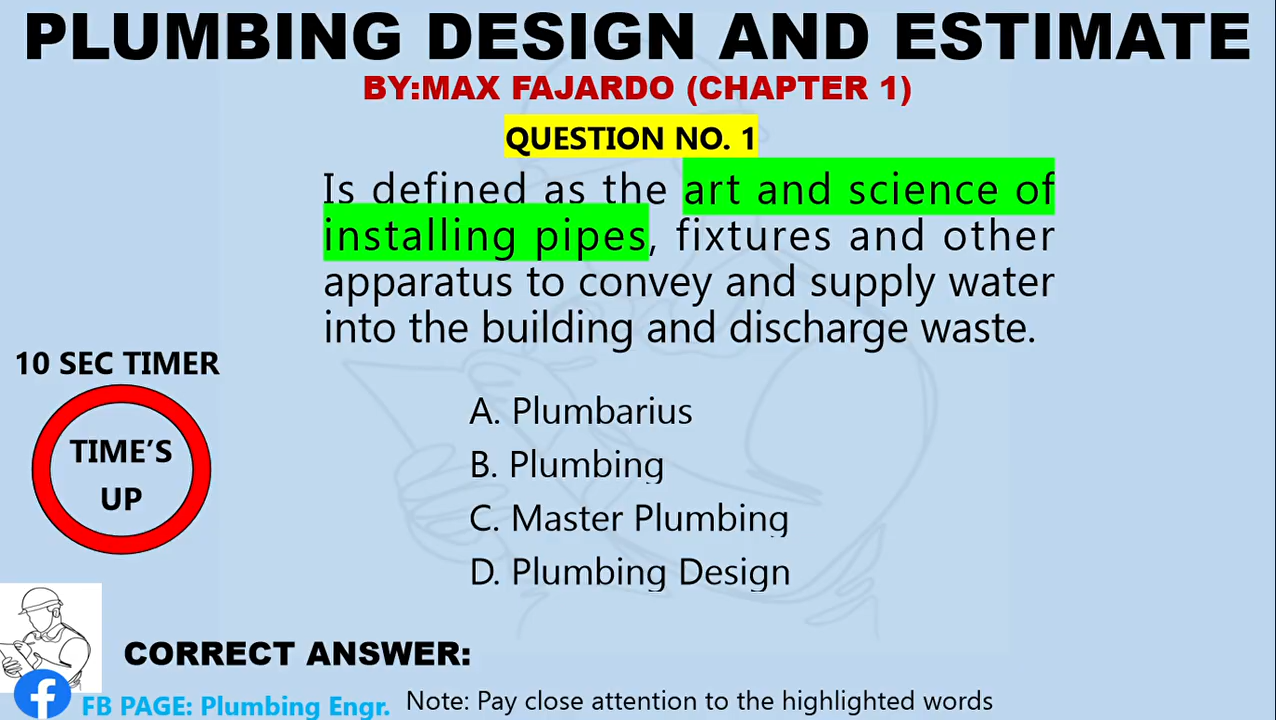 PLUMBING DESIGN AND ESTIMATE
BY:MAX FAJARDO (CHAPTER 1)
QUESTION NO. 1
Is defined as the art and science of
installing pipes, fixtures and other
apparatus to convey and supply water
into the building and discharge waste.
10 SEC TIMER
TIME'S
UP
A. Plumbarius
B. Plumbing
C. Master Plumbing
D. Plumbing Design
CORRECT ANSWER:
FB PAGE: Plumbing Engr.
Note: Pay close attention to the highlighted words